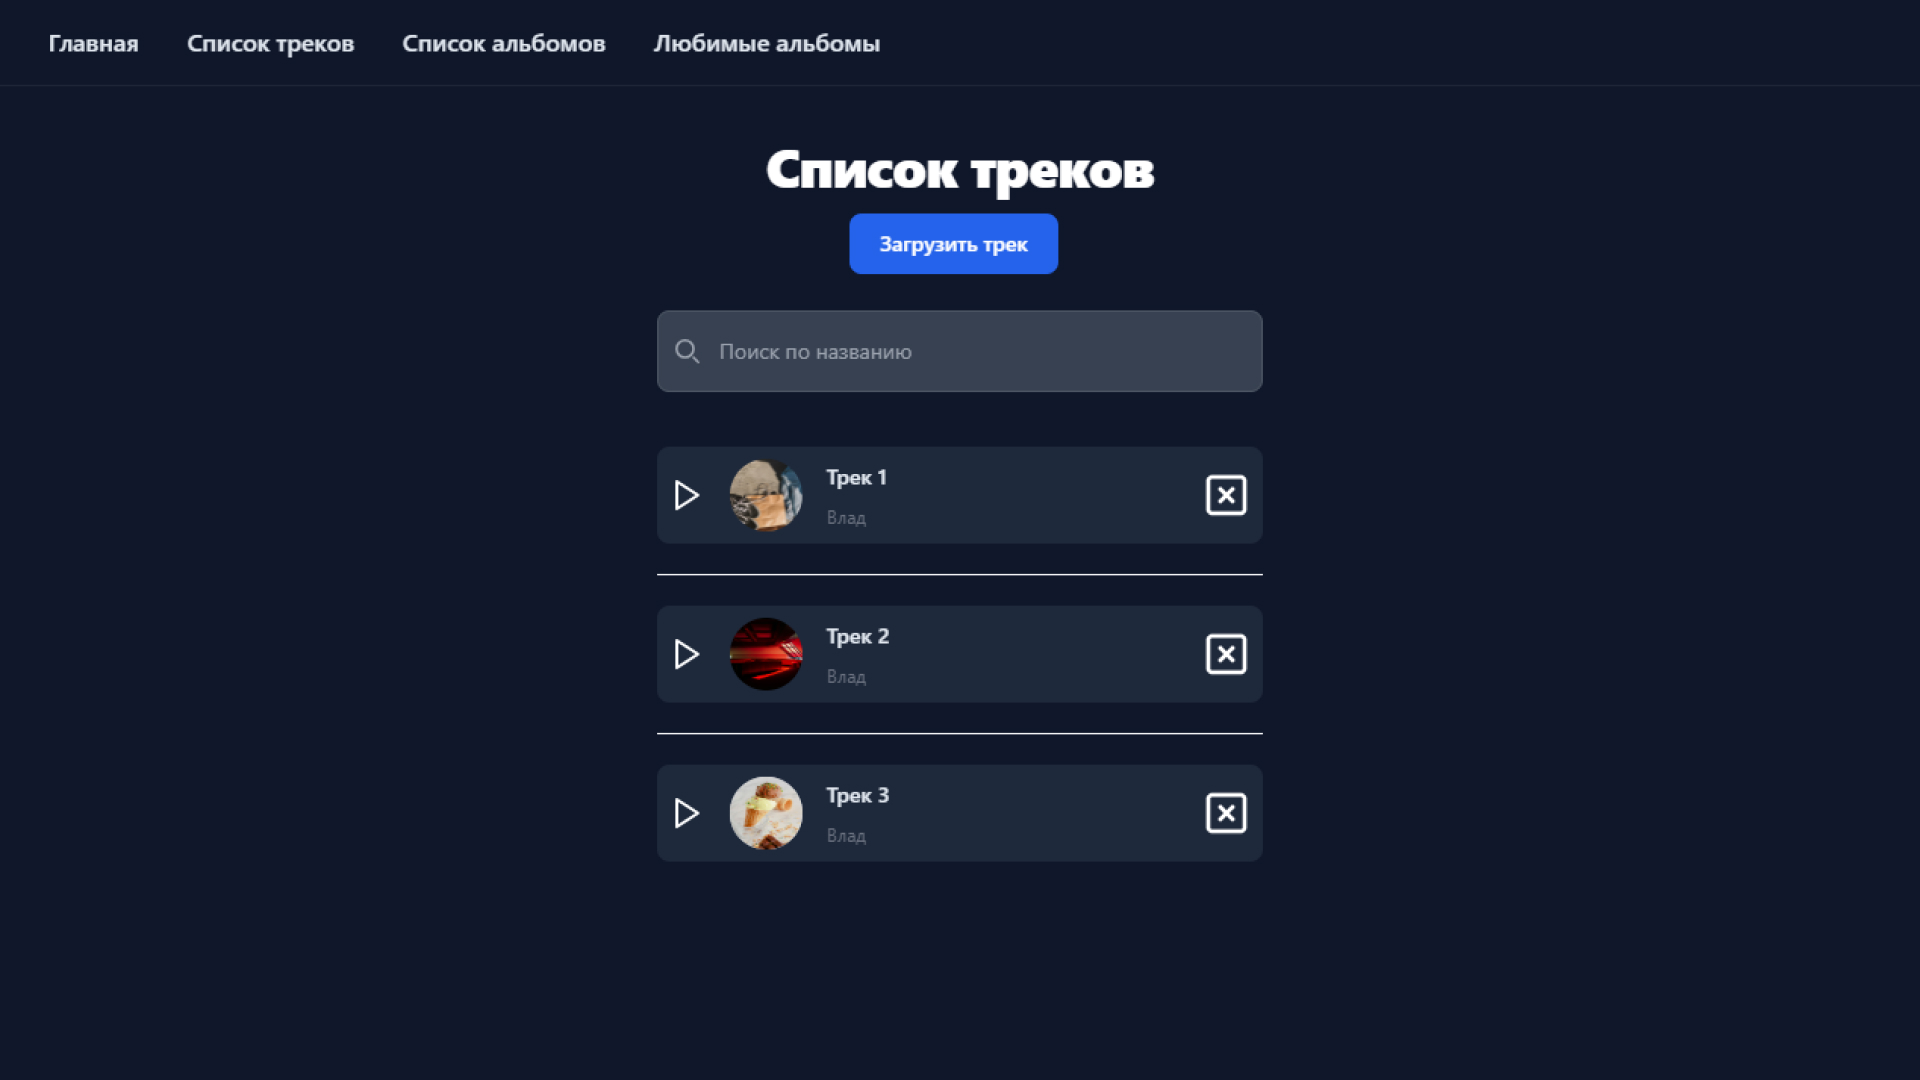 Главная Список треков Список альбомов Любимые альбомы
Список треков
Загрузить трек
Поиск по названию
Трек 1
Влад
Трек 2
Влад
Трек 3
Влад